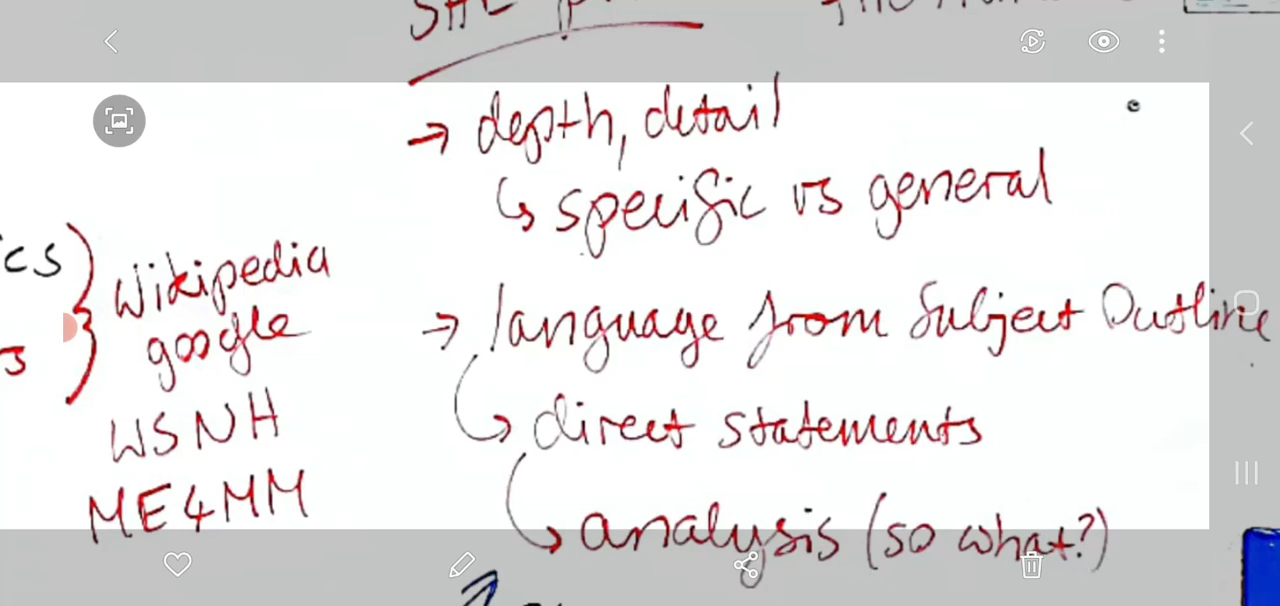 SHE
→ depth, detail
↳ specific vs general
cs } Wikipedia
google
→ language from Subject Outline
WSNH
↳ direct statements
ME4MM
↳ analysis (so what?)